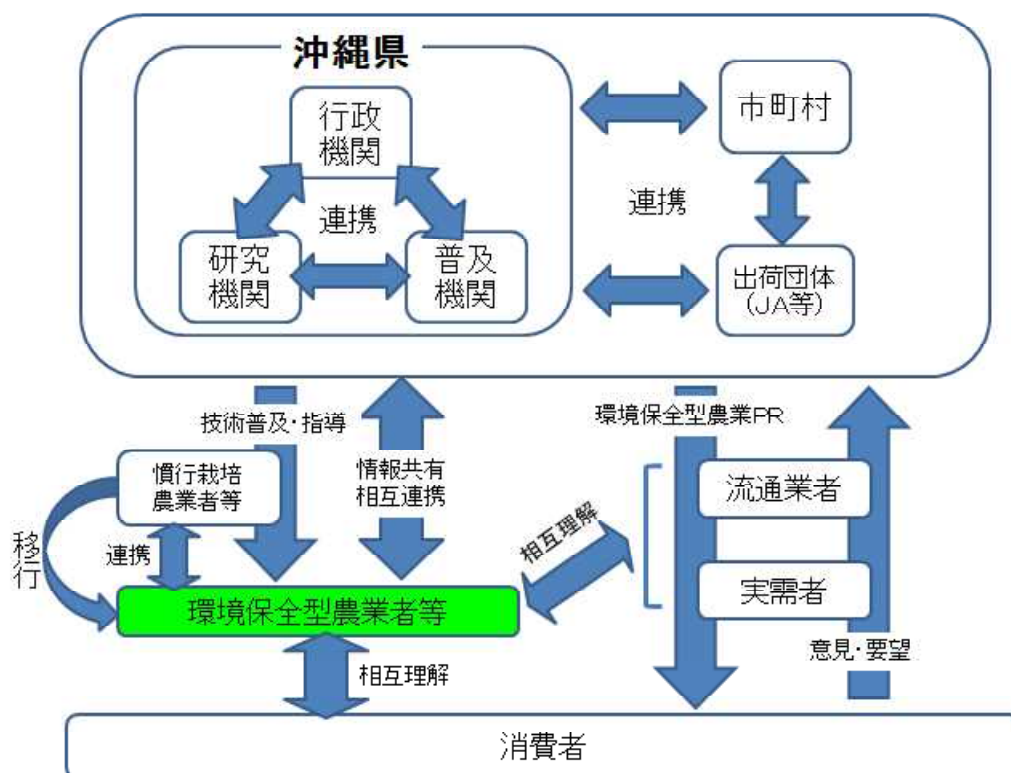 沖縄県
行政
機関
市町村
連携
連携
研究
機関
普及
機関
出荷団体
（JA等）
技術普及・指導
環境保全型農業PR
慣行栽培
農業者等
情報共有
相互連携
流通業者
相互理解
移行
連携
実需者
環境保全型農業者等
意見・要望
相互理解
消費者